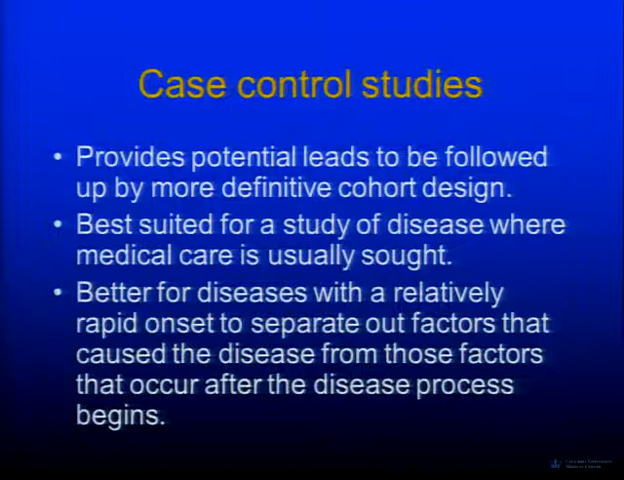 Case control studies
• Provides potential leads to be followed
up by more definitive cohort design.
• Best suited for a study of disease where
medical care is usually sought.
• Better for diseases with a relatively
rapid onset to separate out factors that
caused the disease from those factors
that occur after the disease process
begins.